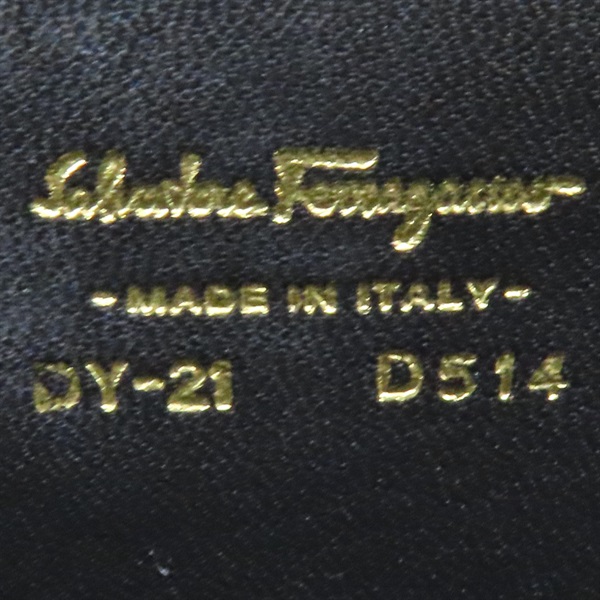 Salvatore Ferragamo
-MADE IN ITALY-
DY-21 D514